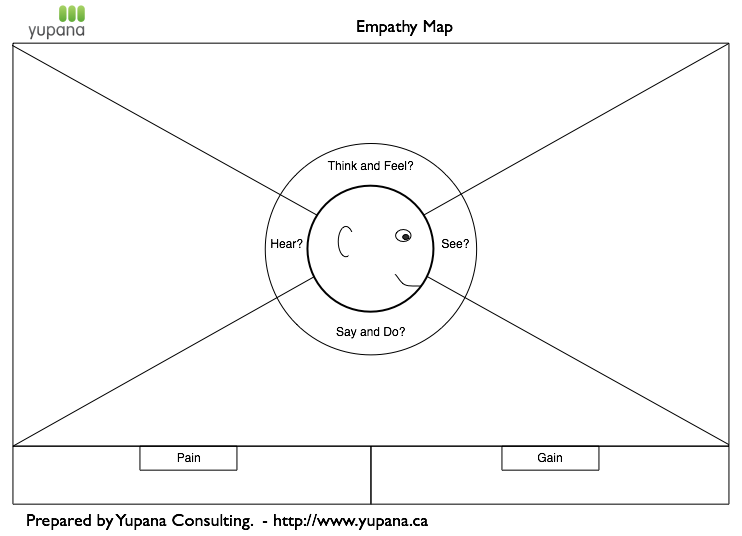 yupana
Empathy Map
Think and Feel?
Hear?
See?
Say and Do?
Pain
Gain
Prepared by Yupana Consulting. - http://www.yupana.ca